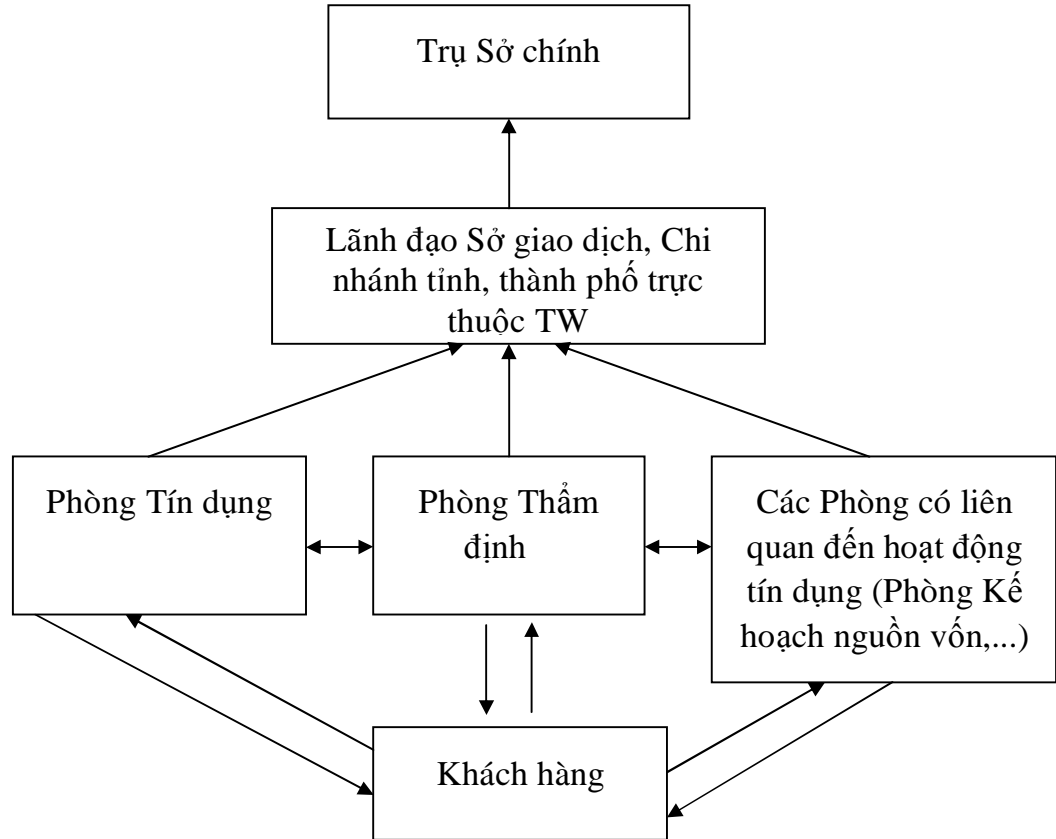 Trụ Sở chính
Lãnh đạo Sở giao dịch, Chi
nhánh tỉnh, thành phố trực
thuộc TW
Phòng Tín dụng
Phòng Thẩm
định
Các Phòng có liên
quan đến hoạt động
tín dụng (Phòng Kế
hoạch nguồn vốn,...)
Khách hàng